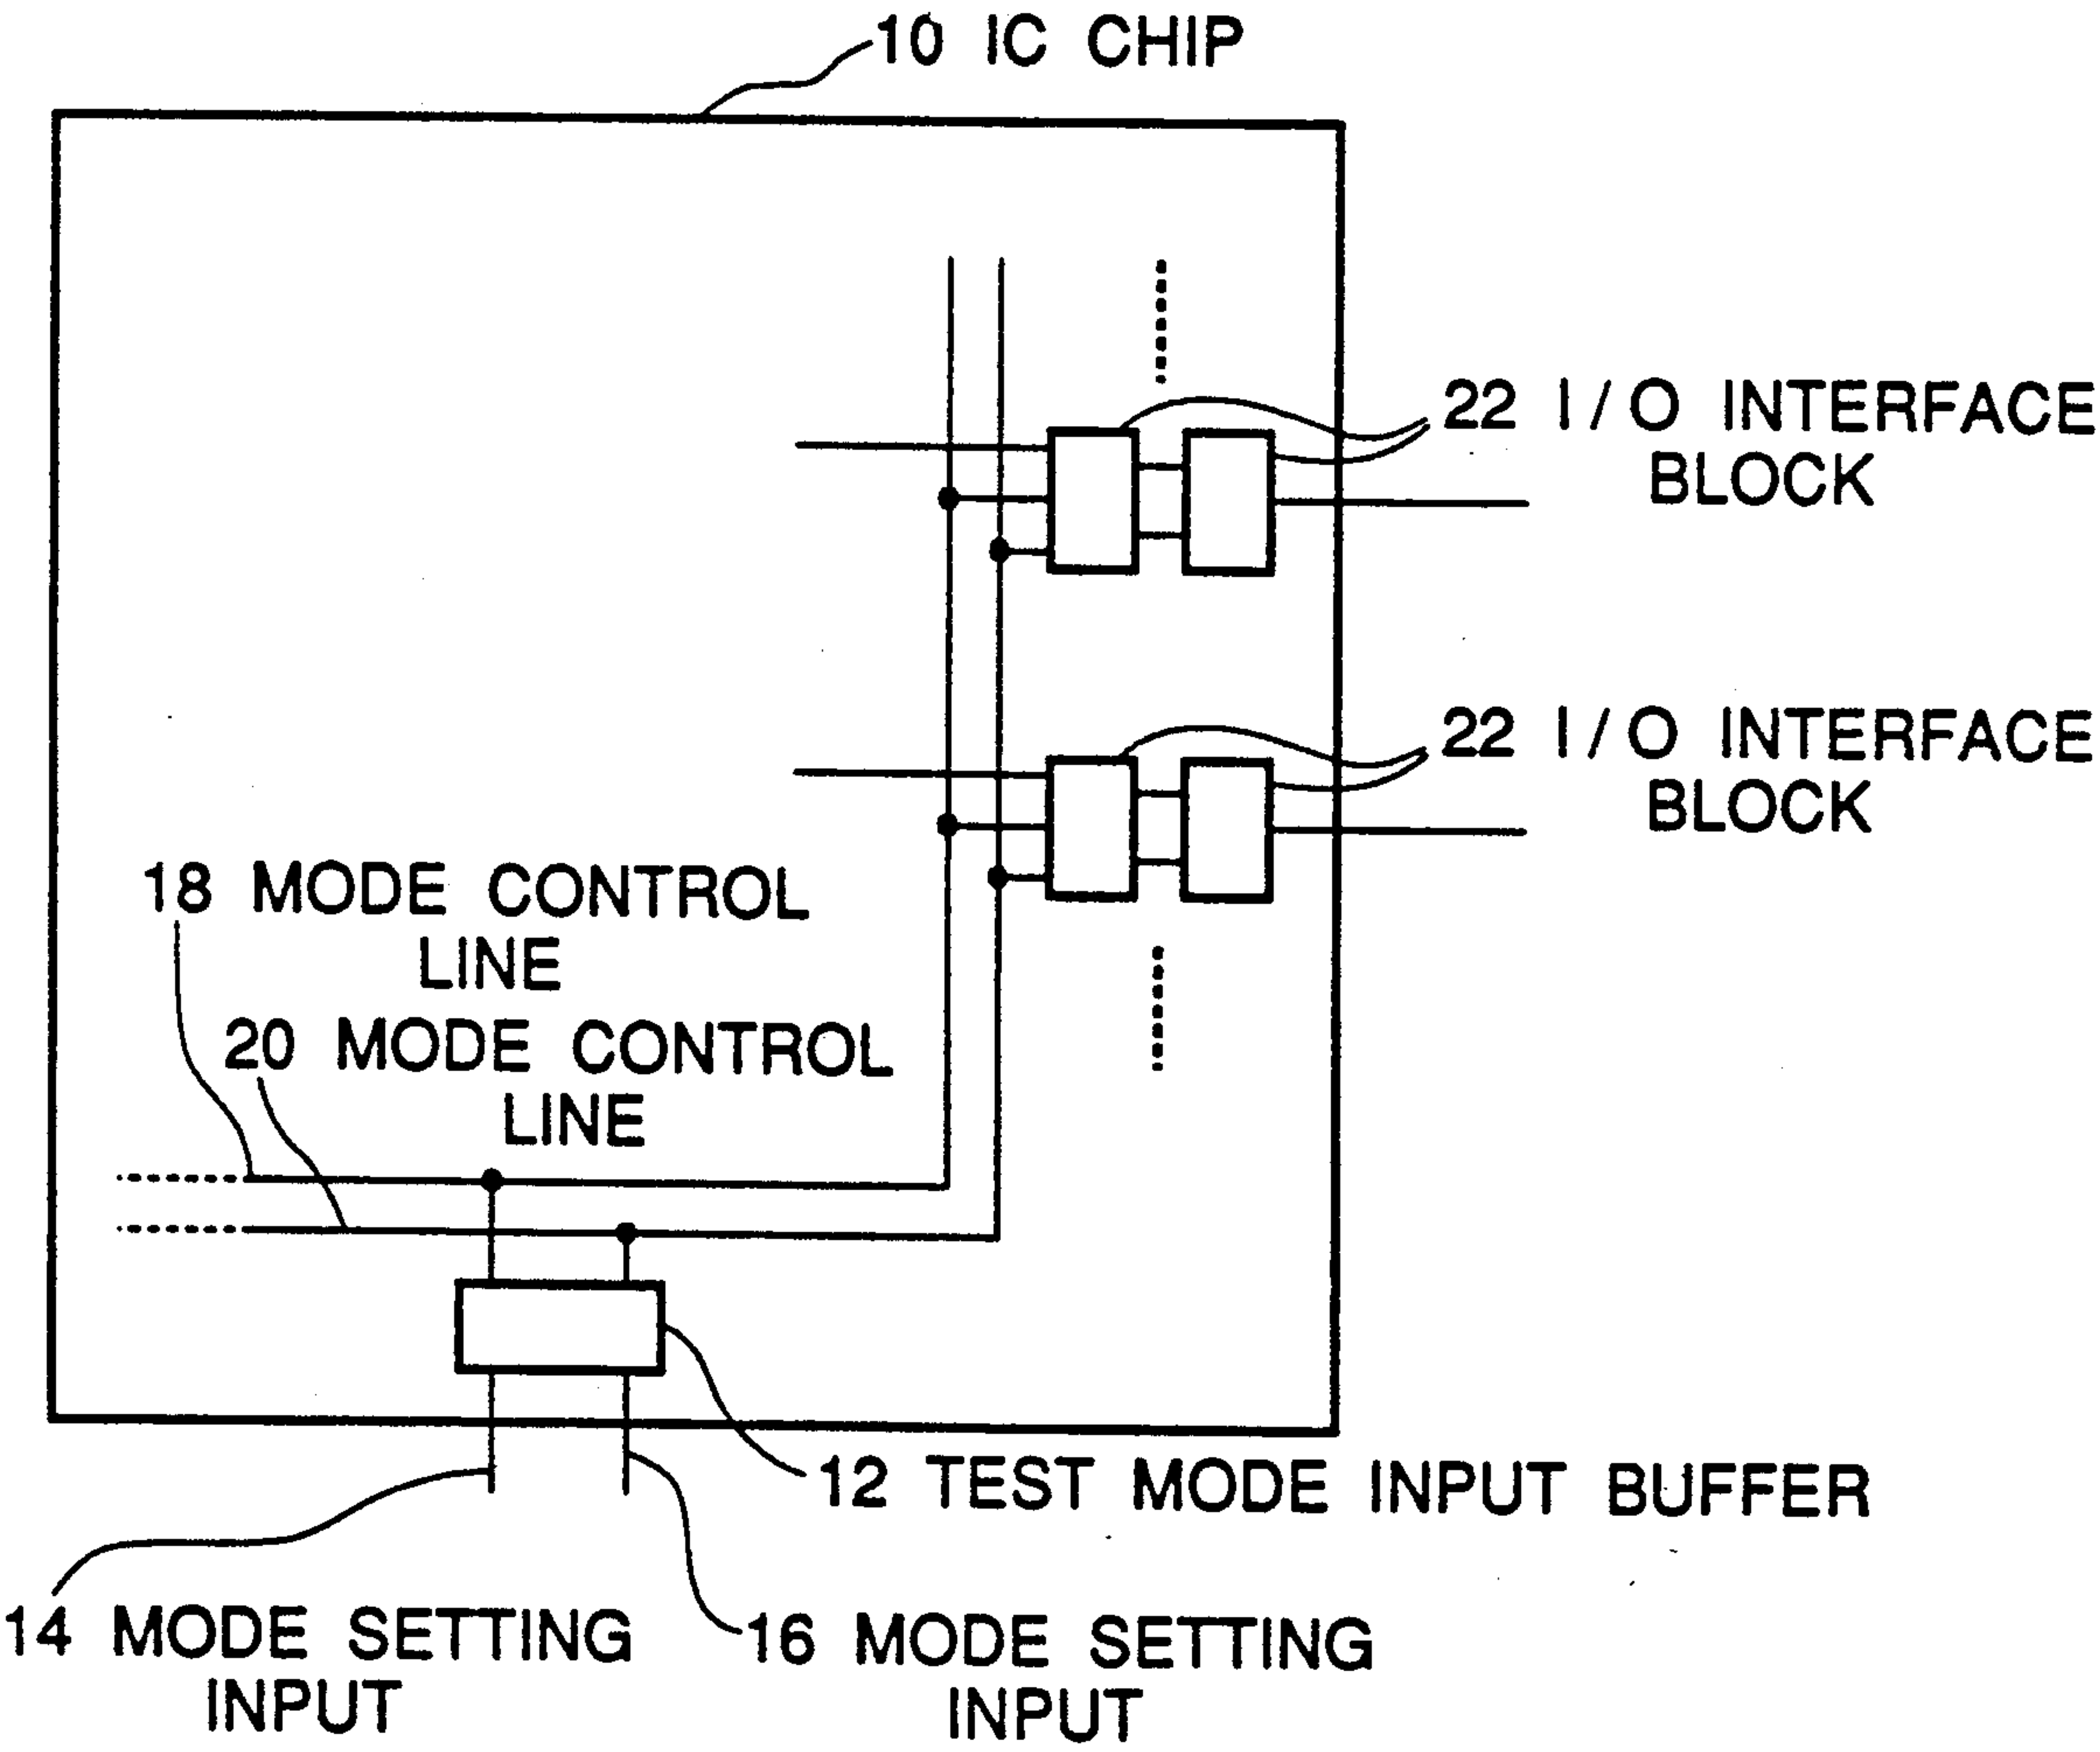 10 IC CHIP
22 I/O INTERFACE
BLOCK
22 I/O INTERFACE
BLOCK
18 MODE CONTROL
LINE
20 MODE CONTROL
LINE
12 TEST MODE INPUT BUFFER
14 MODE SETTING
INPUT
16 MODE SETTING
INPUT